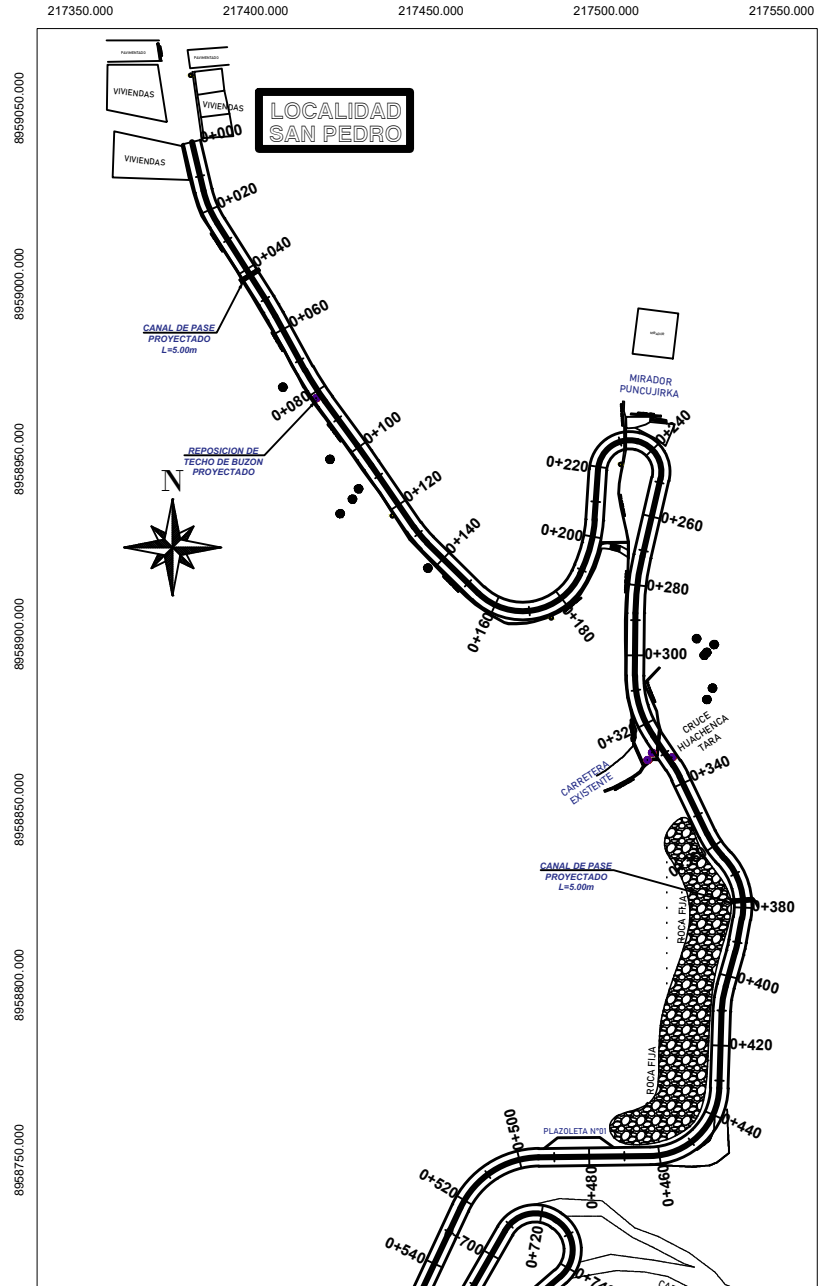 217350.000
217400.000
217450.000
217500.000
217550.000
8959050.000
8959000.000
8958950.000
8958900.000
8958850.000
8958800.000
8958750.000
PAVIMENTADO
PAVIMENTADO
VIVIENDAS
VIVIENDAS
VIVIENDAS
LOCALIDAD
SAN PEDRO
0+000
0+020
0+040
0+060
CANAL DE PASE
PROYECTADO
L=5.00m
0+080
0+100
REPOSICION DE
TECHO DE BUZON
PROYECTADO
N
0+120
0+140
0+160
0+180
0+200
0+220
MIRADOR
MIRADOR
PUNCUJIRKA
0+240
0+260
0+280
0+300
0+320
CRUCE
HUACHENCA
TARA
CARRETERA
EXISTENTE
0+340
CANAL DE PASE
PROYECTADO
L=5.00m
0+380
ROCA FIJA
0+400
0+420
ROCA FIJA
0+440
0+460
0+480
PLAZOLETA N°01
0+500
0+520
0+540
0+720